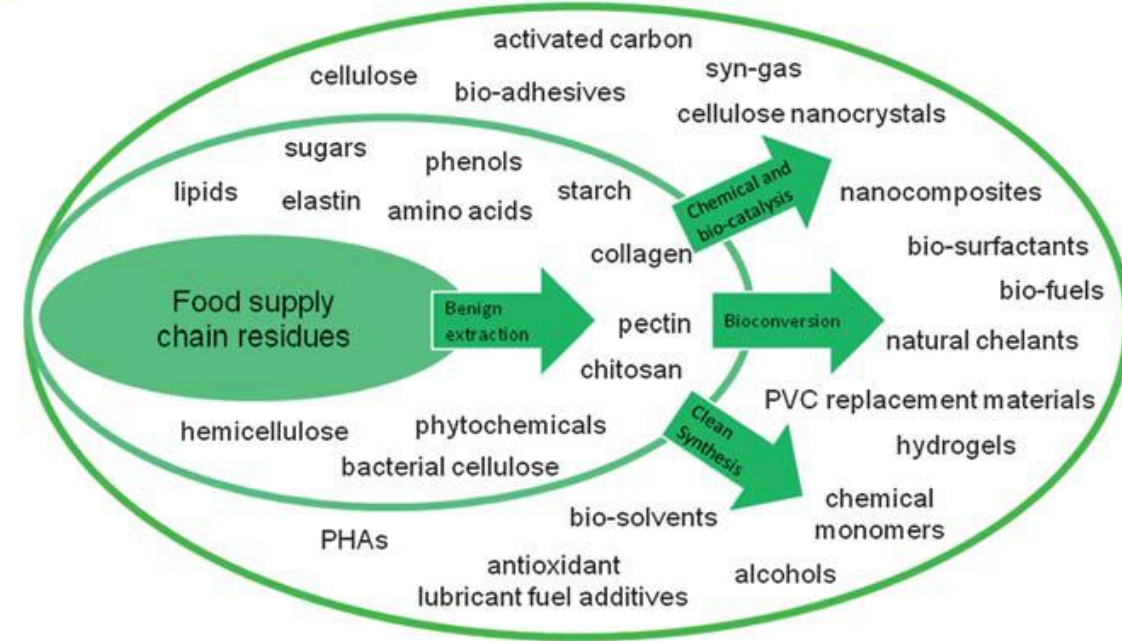 activated carbon
cellulose
syn-gas
bio-adhesives
cellulose nanocrystals
sugars
phenols
lipids
elastin
amino acids
starch
Chemical and
bio-catalysis
nanocomposites
collagen
bio-surfactants
bio-fuels
Food supply
chain residues
Benign
extraction
pectin
Bioconversion
natural chelants
chitosan
PVC replacement materials
Clean
Synthesis
hemicellulose
phytochemicals
hydrogels
bacterial cellulose
chemical
monomers
bio-solvents
PHAs
antioxidant
lubricant fuel additives
alcohols